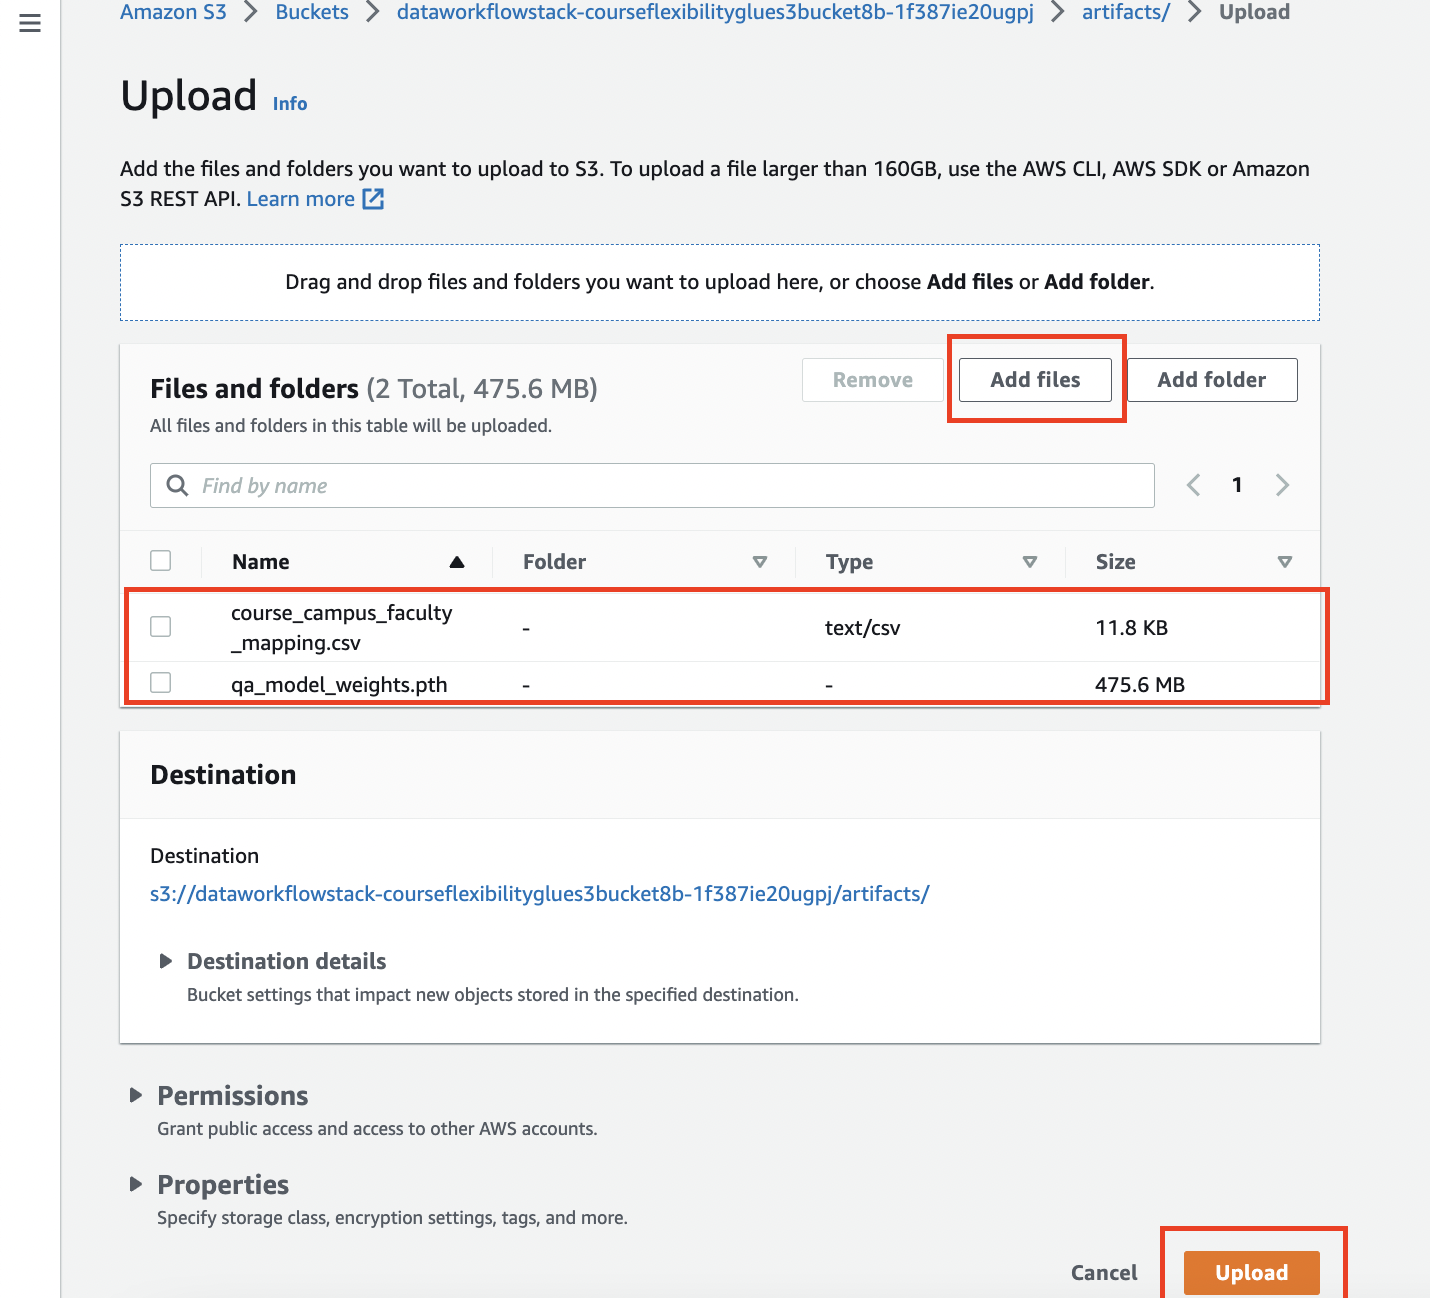 Amazon S3 > Buckets > dataworkflowstack-courseflexibilityglues3bucket8b-1f387ie20ugpj > artifacts/ > Upload
Upload Info
Add the files and folders you want to upload to S3. To upload a file larger than 160GB, use the AWS CLI, AWS SDK or Amazon
S3 REST API. Learn more
Drag and drop files and folders you want to upload here, or choose Add files or Add folder.
Files and folders (2 Total, 475.6 MB)
Remove Add files Add folder
All files and folders in this table will be uploaded.
Find by name
1
Name Folder Type Size
course_campus_faculty
_mapping.csv - text/csv 11.8 KB
qa_model_weights.pth - - 475.6 MB
Destination
Destination
s3://dataworkflowstack-courseflexibilityglues3bucket8b-1f387ie20ugpj/artifacts/
Destination details
Bucket settings that impact new objects stored in the specified destination.
Permissions
Grant public access and access to other AWS accounts.
Properties
Specify storage class, encryption settings, tags, and more.
Cancel Upload